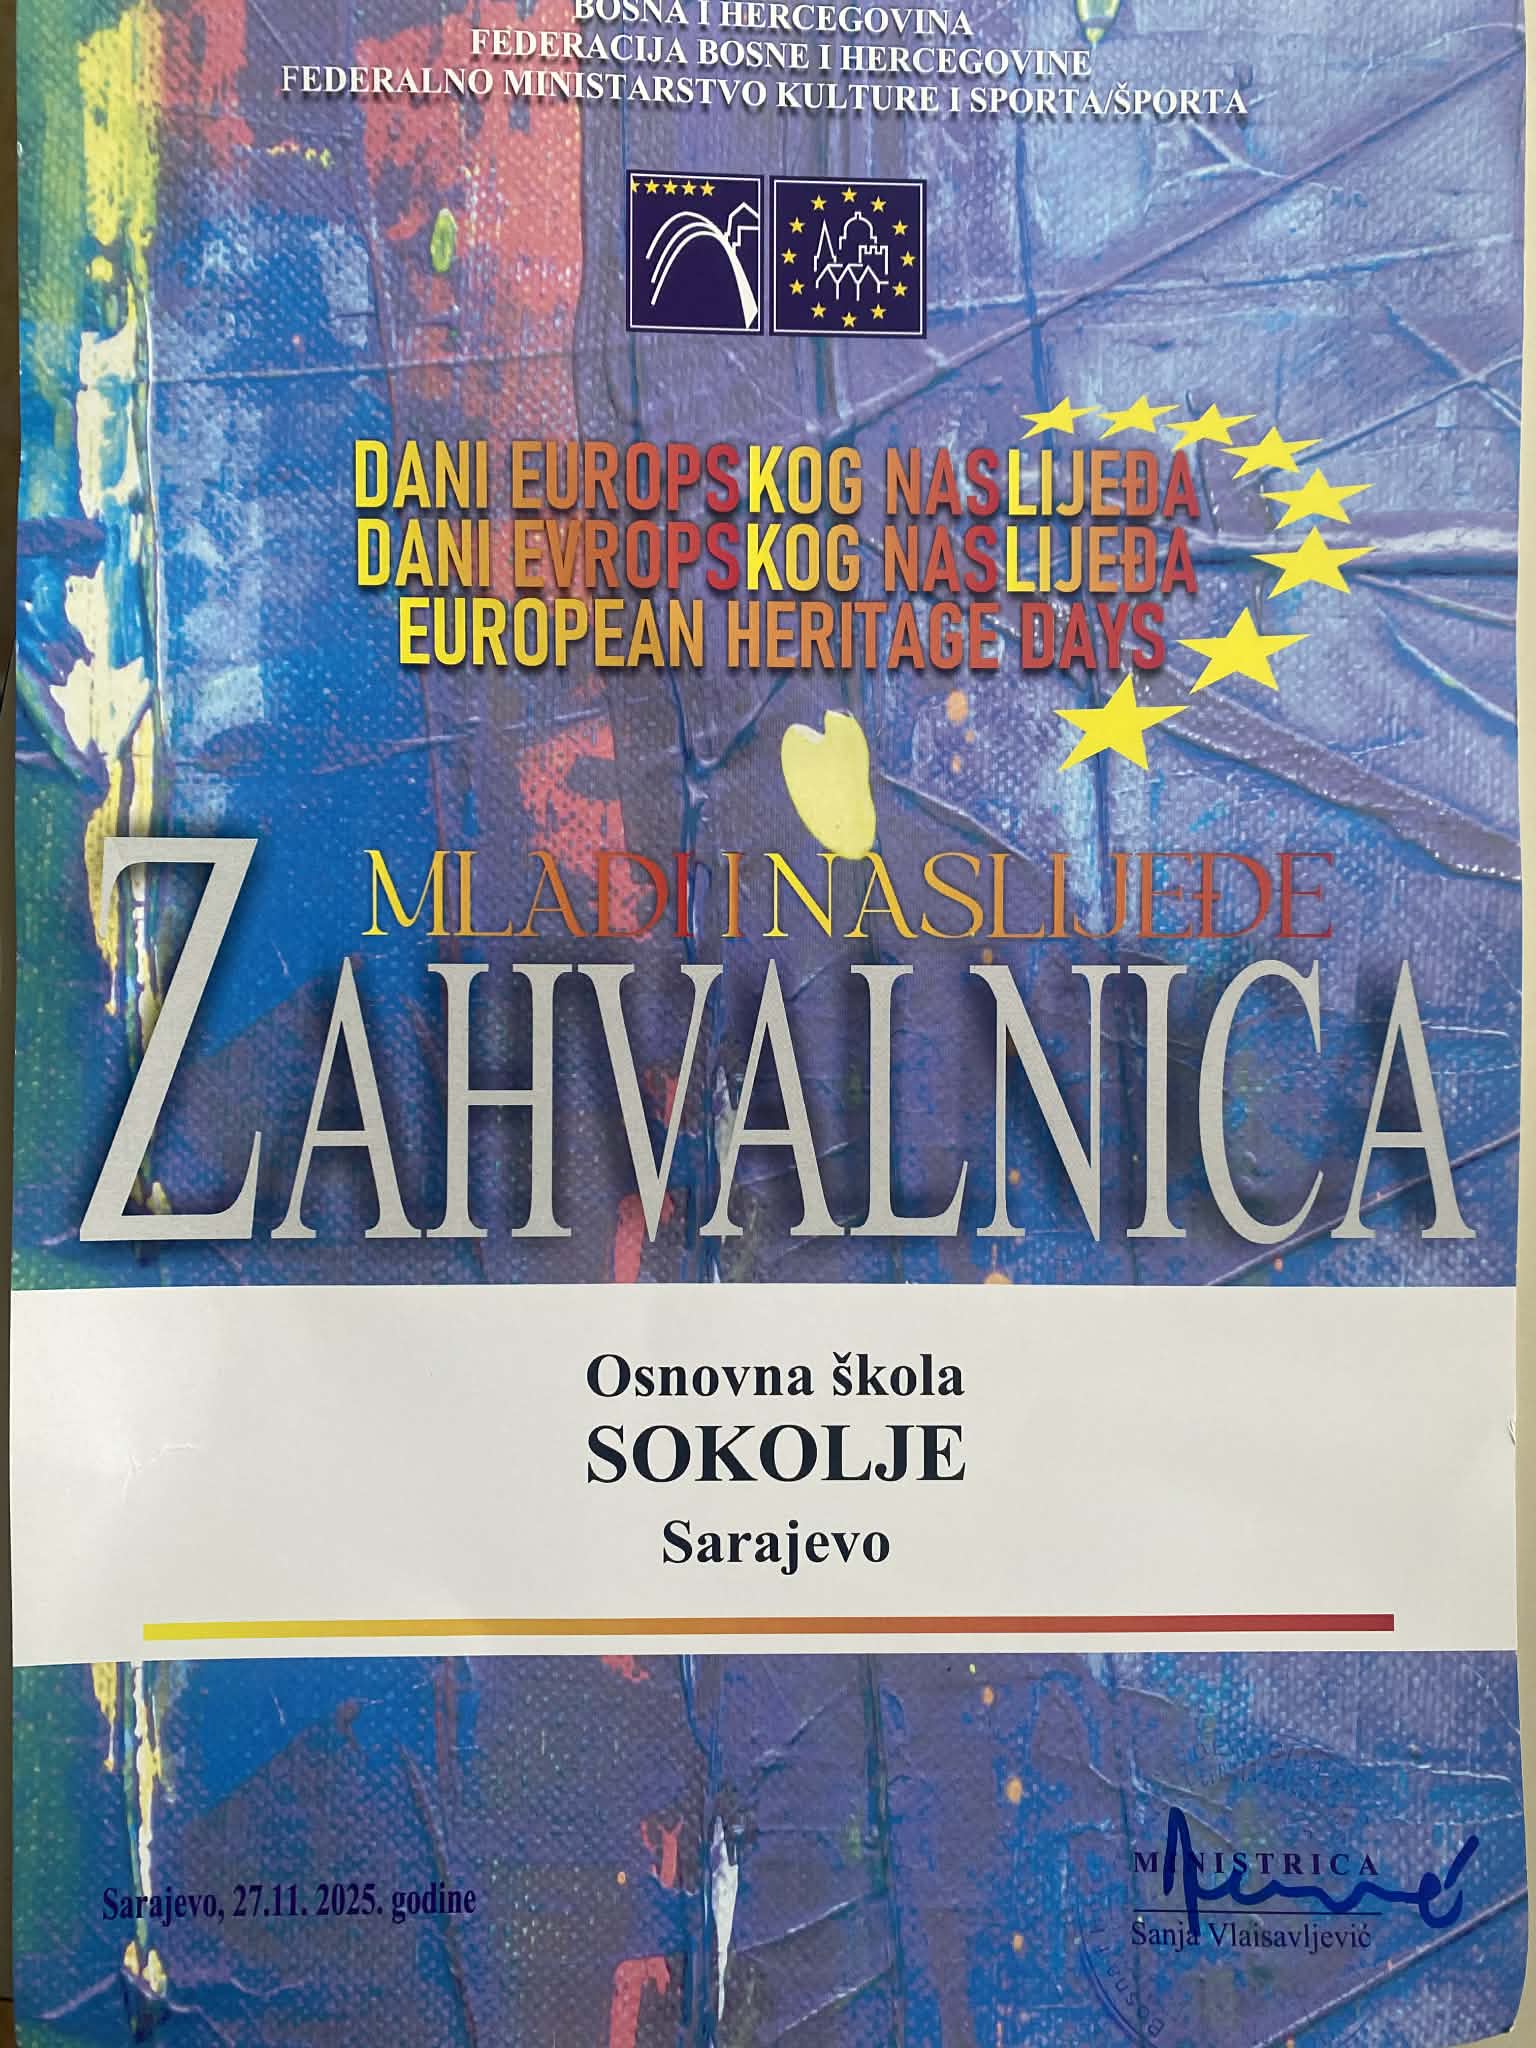 BOSNA I HERCEGOVINA
FEDERACIJA BOSNE I HERCEGOVINE
FEDERALNO MINISTARSTVO KULTURE I SPORTA/ŠPORTA
DANI EUROPSKOG NASLIJEĐA
DANI EVROPSKOG NASLIJEĐA
EUROPEAN HERITAGE DAYS
MLADI I NASLIJEĐE
ZAHVALNICA
Osnovna škola
SOKOLJE
Sarajevo
Sarajevo, 27.11. 2025. godine
MINISTRICA
Sanja Vlaisavljević